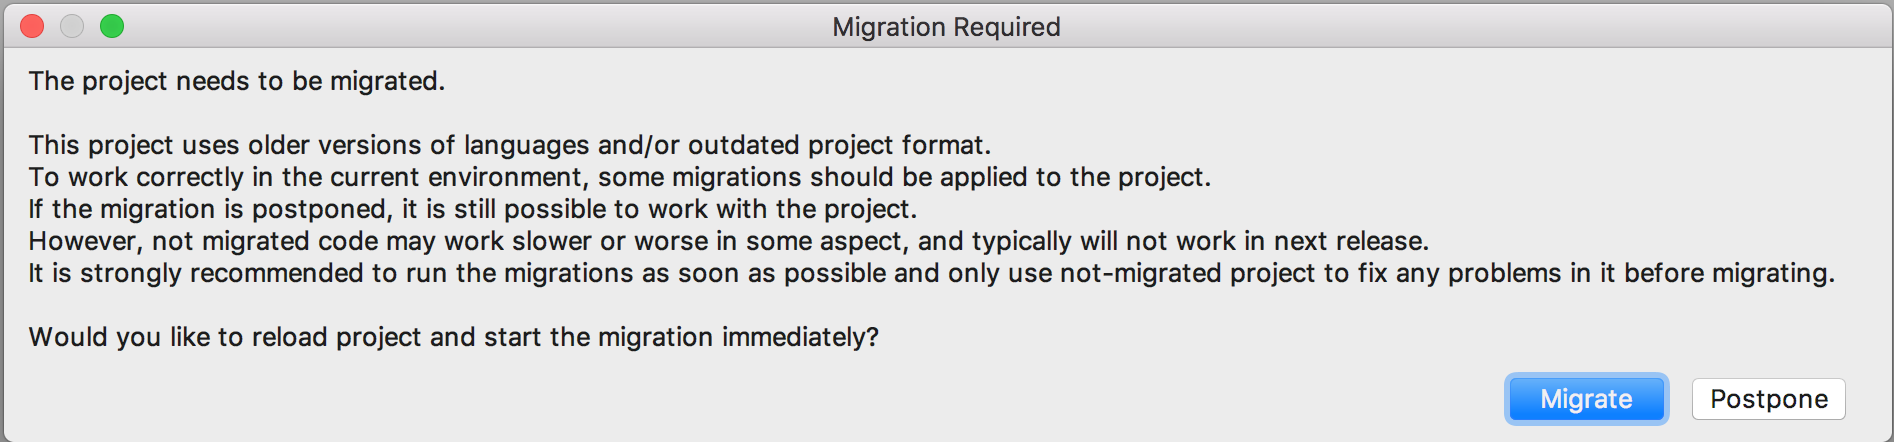 Migration Required
The project needs to be migrated.
This project uses older versions of languages and/or outdated project format.
To work correctly in the current environment, some migrations should be applied to the project.
If the migration is postponed, it is still possible to work with the project.
However, not migrated code may work slower or worse in some aspect, and typically will not work in next release.
It is strongly recommended to run the migrations as soon as possible and only use not-migrated project to fix any problems in it before migrating.
Would you like to reload project and start the migration immediately?
Migrate Postpone